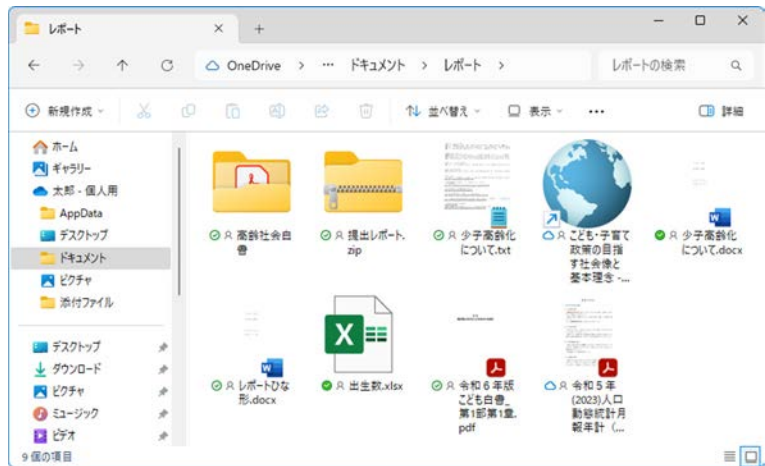 レポート
OneDrive > … ドキュメント > レポート >
レポートの検索
新規作成
並べ替え
表示
…
詳細
ホーム
ギャラリー
太郎 - 個人用
AppData
デスクトップ
ドキュメント
ピクチャ
添付ファイル
デスクトップ
ダウンロード
ピクチャ
ミュージック
ビデオ
高齢社会白
書
提出レポート.
zip
少子高齢化
について.txt
こども・子育て
政策の目指
す社会像と
基本理念 -...
少子高齢化
について.docx
レポートひな
形.docx
出生数.xlsx
令和6年版
こども白書_
第1部第1章.
pdf
令和5年
(2023)人口
動態統計月
報年計（...
9 個の項目